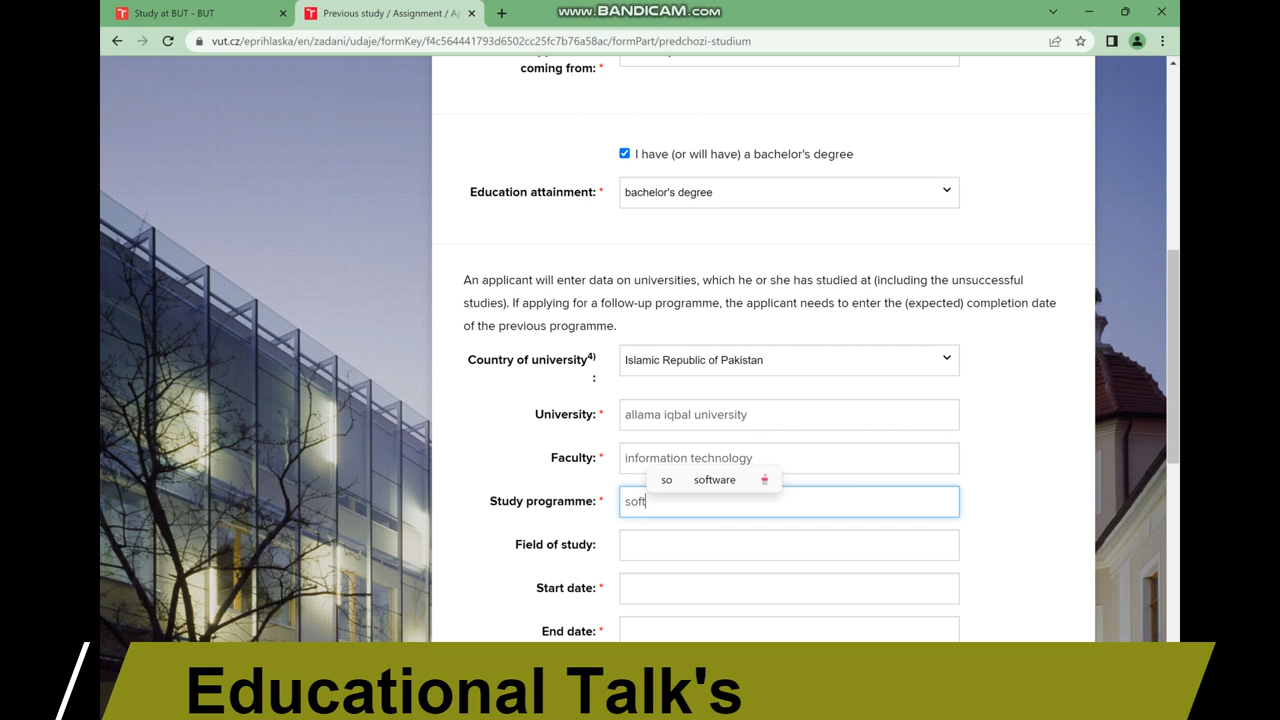 Study at BUT - BUT
Previous study / Assignment / Ap
www.BANDICAM.com
vut.cz/eprihlaska/en/zadani/udaje/formKey/f4c564441793d6502cc25fc7b76a58ac/formPart/predchozi-studium
coming from: *
I have (or will have) a bachelor's degree
Education attainment: * bachelor's degree
An applicant will enter data on universities, which he or she has studied at (including the unsuccessful
studies). If applying for a follow-up programme, the applicant needs to enter the (expected) completion date
of the previous programme.
Country of university4) Islamic Republic of Pakistan
:
University: * allama iqbal university
Faculty: * information technology
so software
Study programme: * soft
Field of study:
Start date: *
End date: *
Educational Talk's